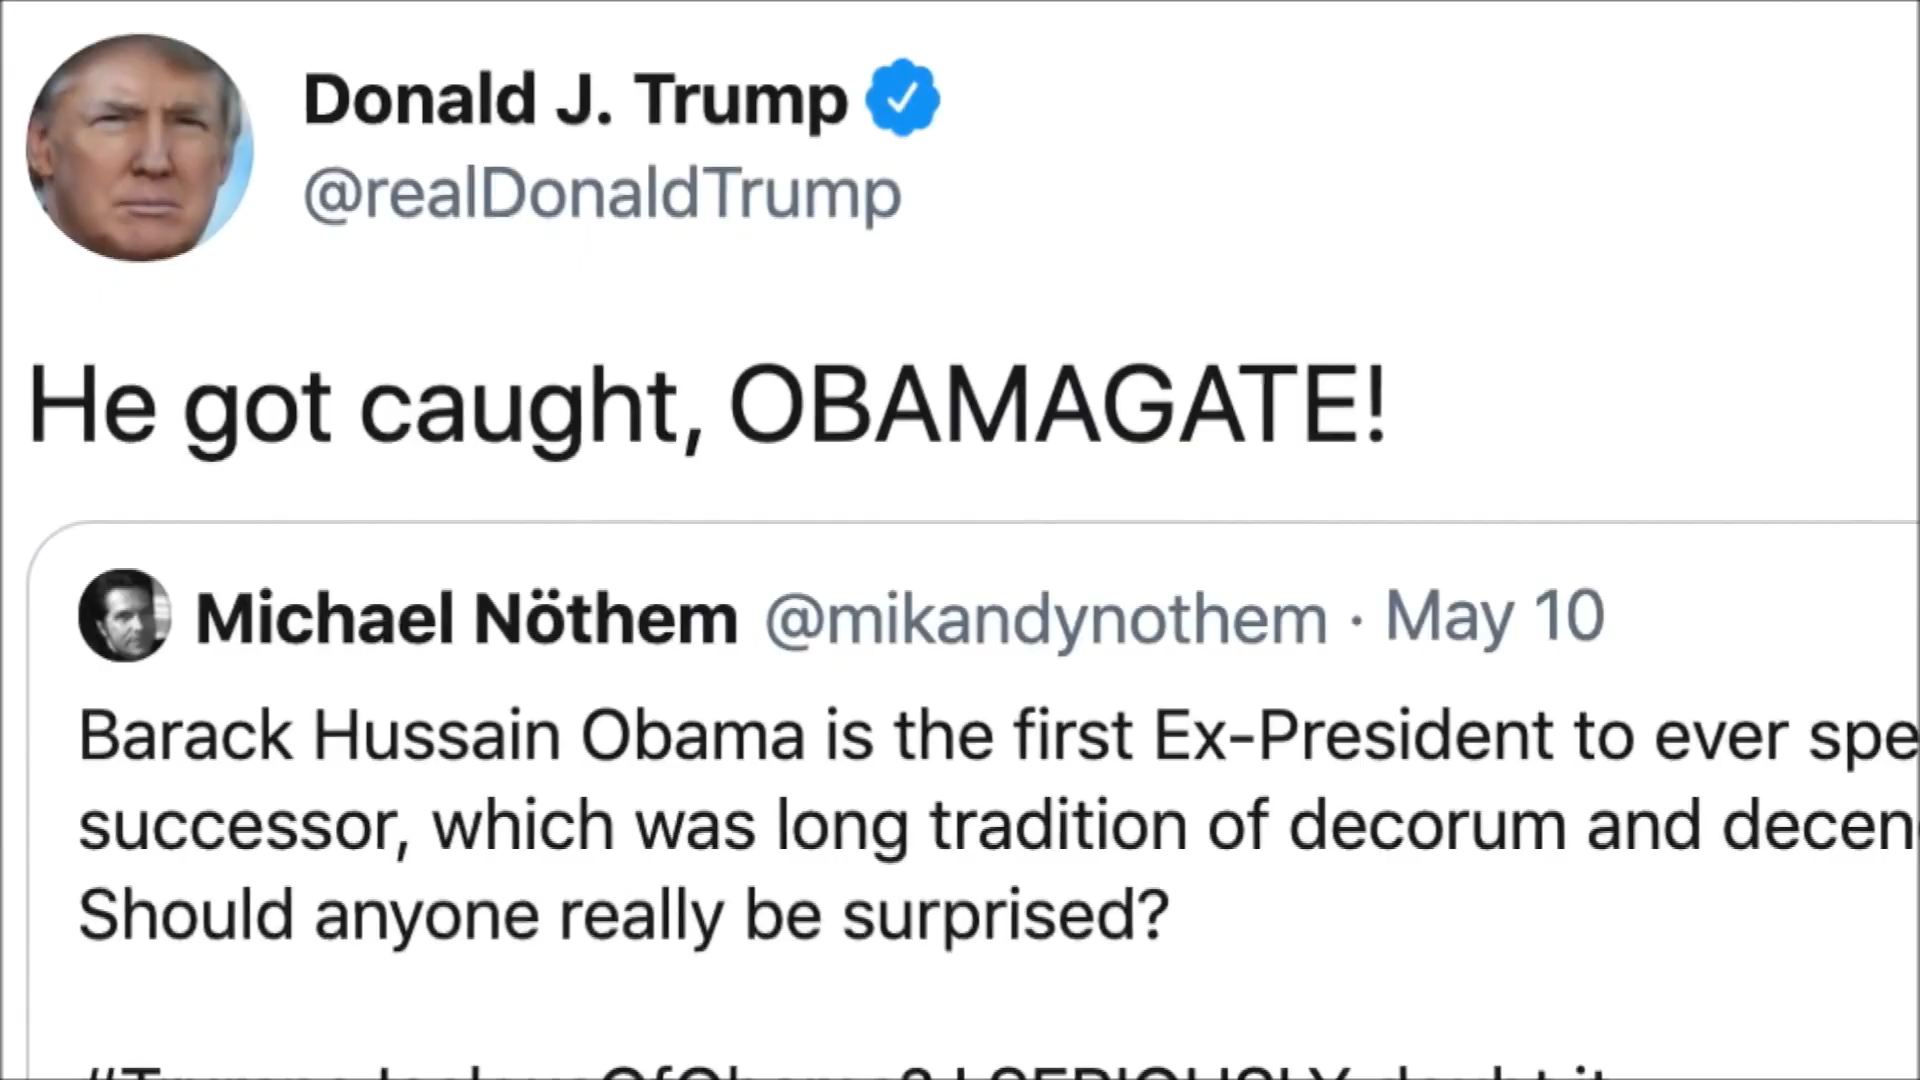 Donald J. Trump
@realDonaldTrump
He got caught, OBAMAGATE!
Michael Nöthem @mikandynothem · May 10
Barack Hussain Obama is the first Ex-President to ever spe
successor, which was long tradition of decorum and decen
Should anyone really be surprised?